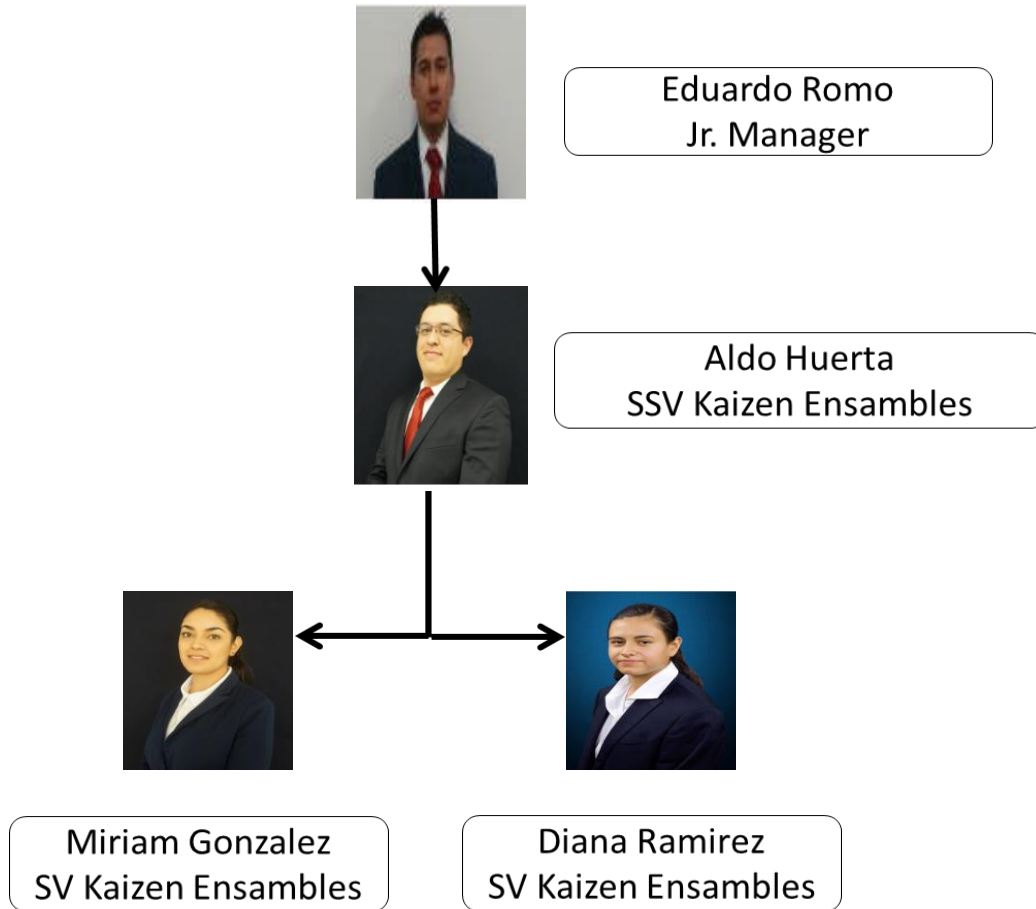 Eduardo Romo
Jr. Manager
Aldo Huerta
SSV Kaizen Ensambles
Miriam Gonzalez
SV Kaizen Ensambles
Diana Ramirez
SV Kaizen Ensambles